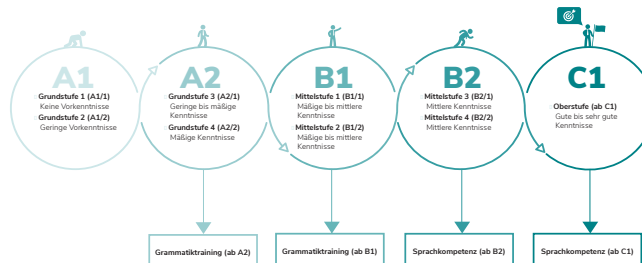 A1
Grundstufe 1 (A1/1)
Keine Vorkenntnisse
Grundstufe 2 (A1/2)
Geringe Vorkenntnisse
A2
Grundstufe 3 (A2/1)
Geringe bis mäßige
Kenntnisse
Grundstufe 4 (A2/2)
Mäßige Kenntnisse
B1
Mittelstufe 1 (B1/1)
Mäßige bis mittlere
Kenntnisse
Mittelstufe 2 (B1/2)
Mäßige bis mittlere
Kenntnisse
B2
Mittelstufe 3 (B2/1)
Mittlere Kenntnisse
Mittelstufe 4 (B2/2)
Mittlere Kenntnisse
C1
Oberstufe (ab C1)
Gute bis sehr gute
Kenntnisse
Grammatiktraining (ab A2)
Grammatiktraining (ab B1)
Sprachkompetenz (ab B2)
Sprachkompetenz (ab C1)